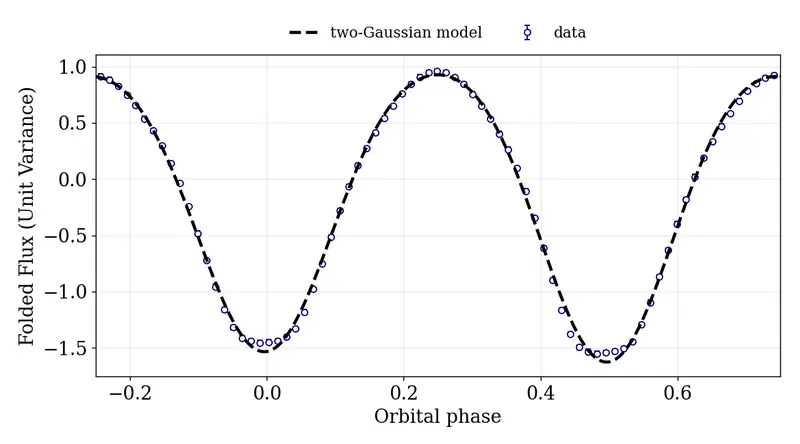 two-Gaussian model data
1.0
0.5
0.0
−0.5
−1.0
−1.5
Folded Flux (Unit Variance)
−0.2 0.0 0.2 0.4 0.6
Orbital phase